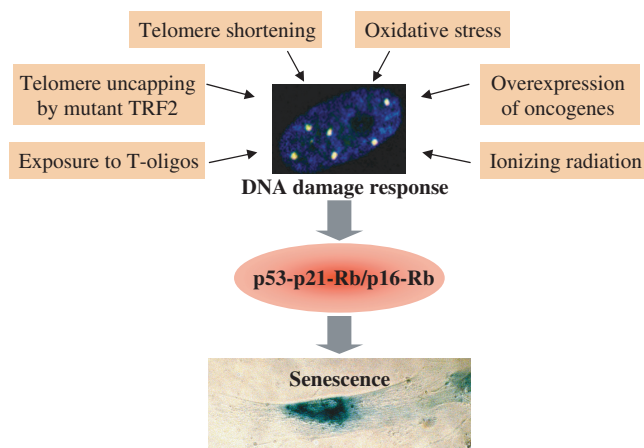 Telomere shortening
Oxidative stress
Telomere uncapping
by mutant TRF2
Overexpression
of oncogenes
Exposure to T-oligos
Ionizing radiation
DNA damage response
p53-p21-Rb/p16-Rb
Senescence